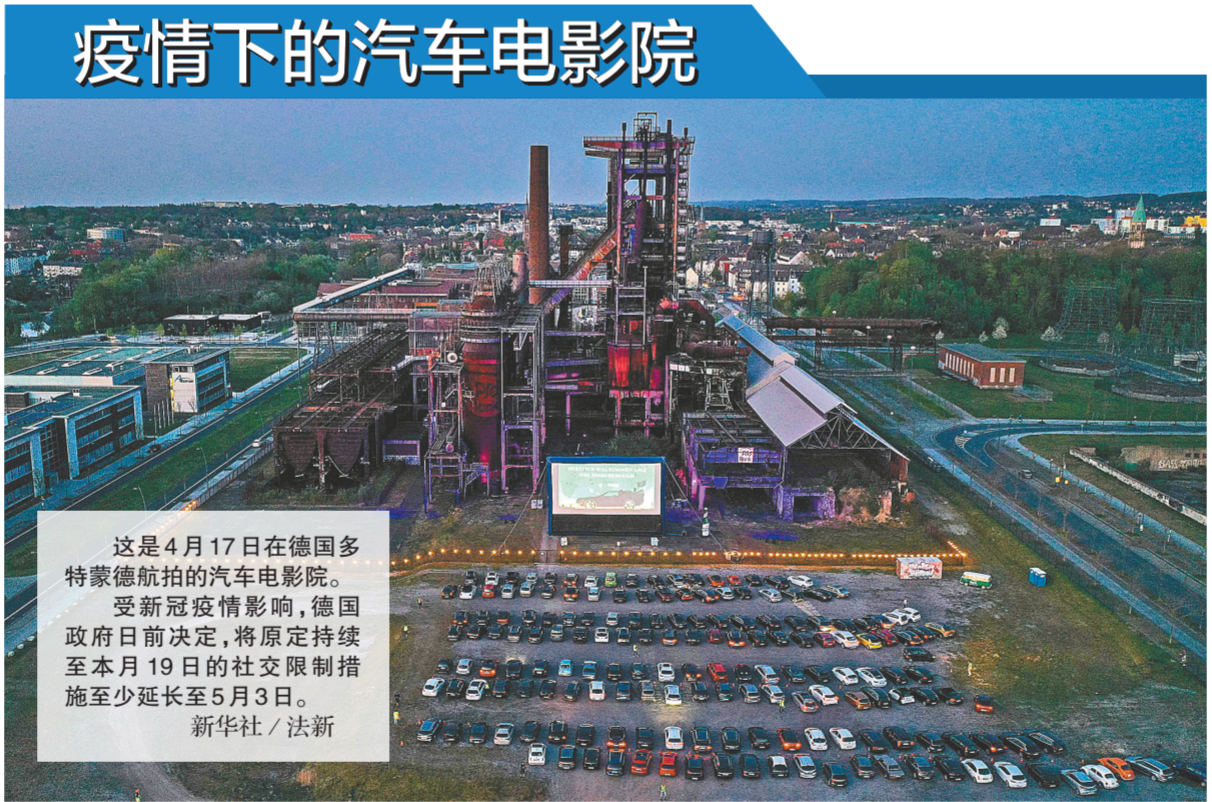 疫情下的汽车电影院
这是4月17日在德国多
特蒙德航拍的汽车电影院。
受新冠疫情影响,德国
政府日前决定,将原定持续
至本月19日的社交限制措
施至少延长至5月3日。
新华社/法新